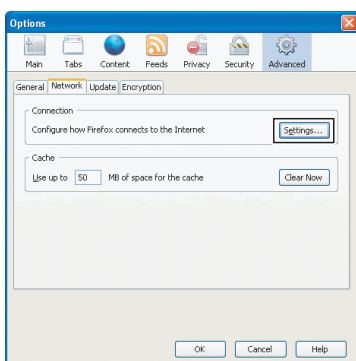 Options
Main Tabs Content Feeds Privacy Security Advanced
General Network Update Encryption
Connection
Configure how Firefox connects to the Internet Settings...
Cache
Use up to 50 MB of space for the cache Clear Now
OK Cancel Help